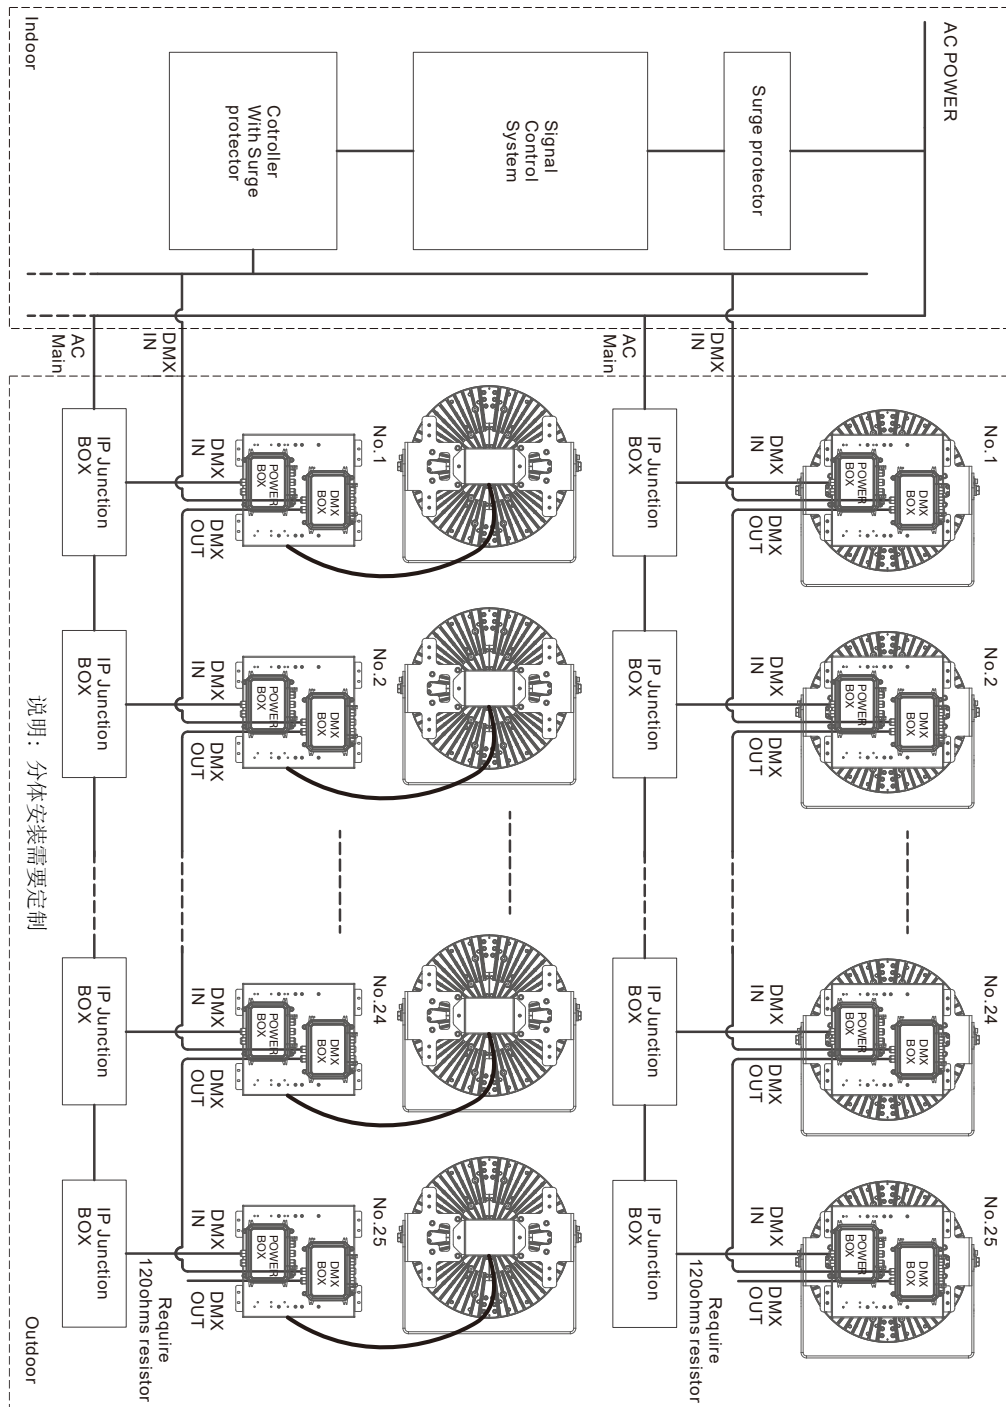 AC POWER
Surge protector
Signal
Control
System
Cotroller
With Surge
protector
Indoor
DMX
IN
AC
Main
No.1
DMX
BOX
POWER
BOX
DMX
IN
DMX
OUT
No.2
DMX
BOX
POWER
BOX
DMX
IN
DMX
OUT
No.24
DMX
BOX
POWER
BOX
DMX
IN
DMX
OUT
No.25
DMX
BOX
POWER
BOX
DMX
IN
DMX
OUT
Require
120ohms resistor
IP Junction
BOX
IP Junction
BOX
IP Junction
BOX
IP Junction
BOX
DMX
IN
AC
Main
No.1
DMX
BOX
POWER
BOX
DMX
IN
DMX
OUT
No.2
DMX
BOX
POWER
BOX
DMX
IN
DMX
OUT
No.24
DMX
BOX
POWER
BOX
DMX
IN
DMX
OUT
No.25
DMX
BOX
POWER
BOX
DMX
IN
DMX
OUT
Require
120ohms resistor
IP Junction
BOX
IP Junction
BOX
IP Junction
BOX
IP Junction
BOX
说明：分体安装需要定制
Outdoor